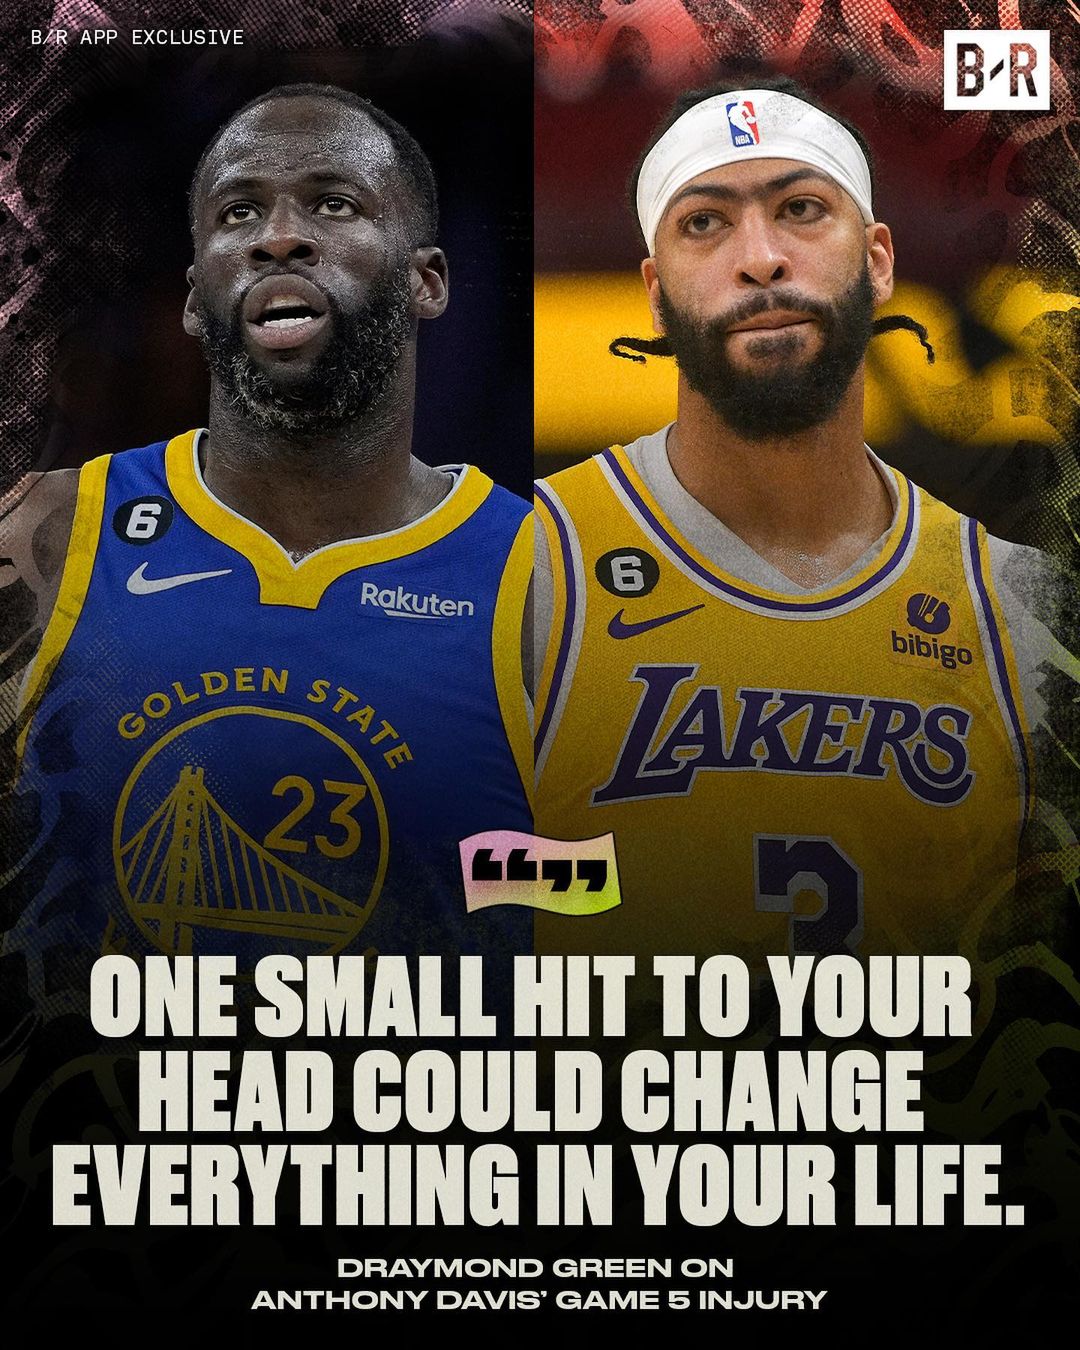 B/R APP EXCLUSIVE
B-R
NBA
6
Rakuten
GOLDEN STATE
23
6
bibigo
LAKERS
3
ONE SMALL HIT TO YOUR
HEAD COULD CHANGE
EVERYTHING IN YOUR LIFE.
DRAYMOND GREEN ON
ANTHONY DAVIS’ GAME 5 INJURY